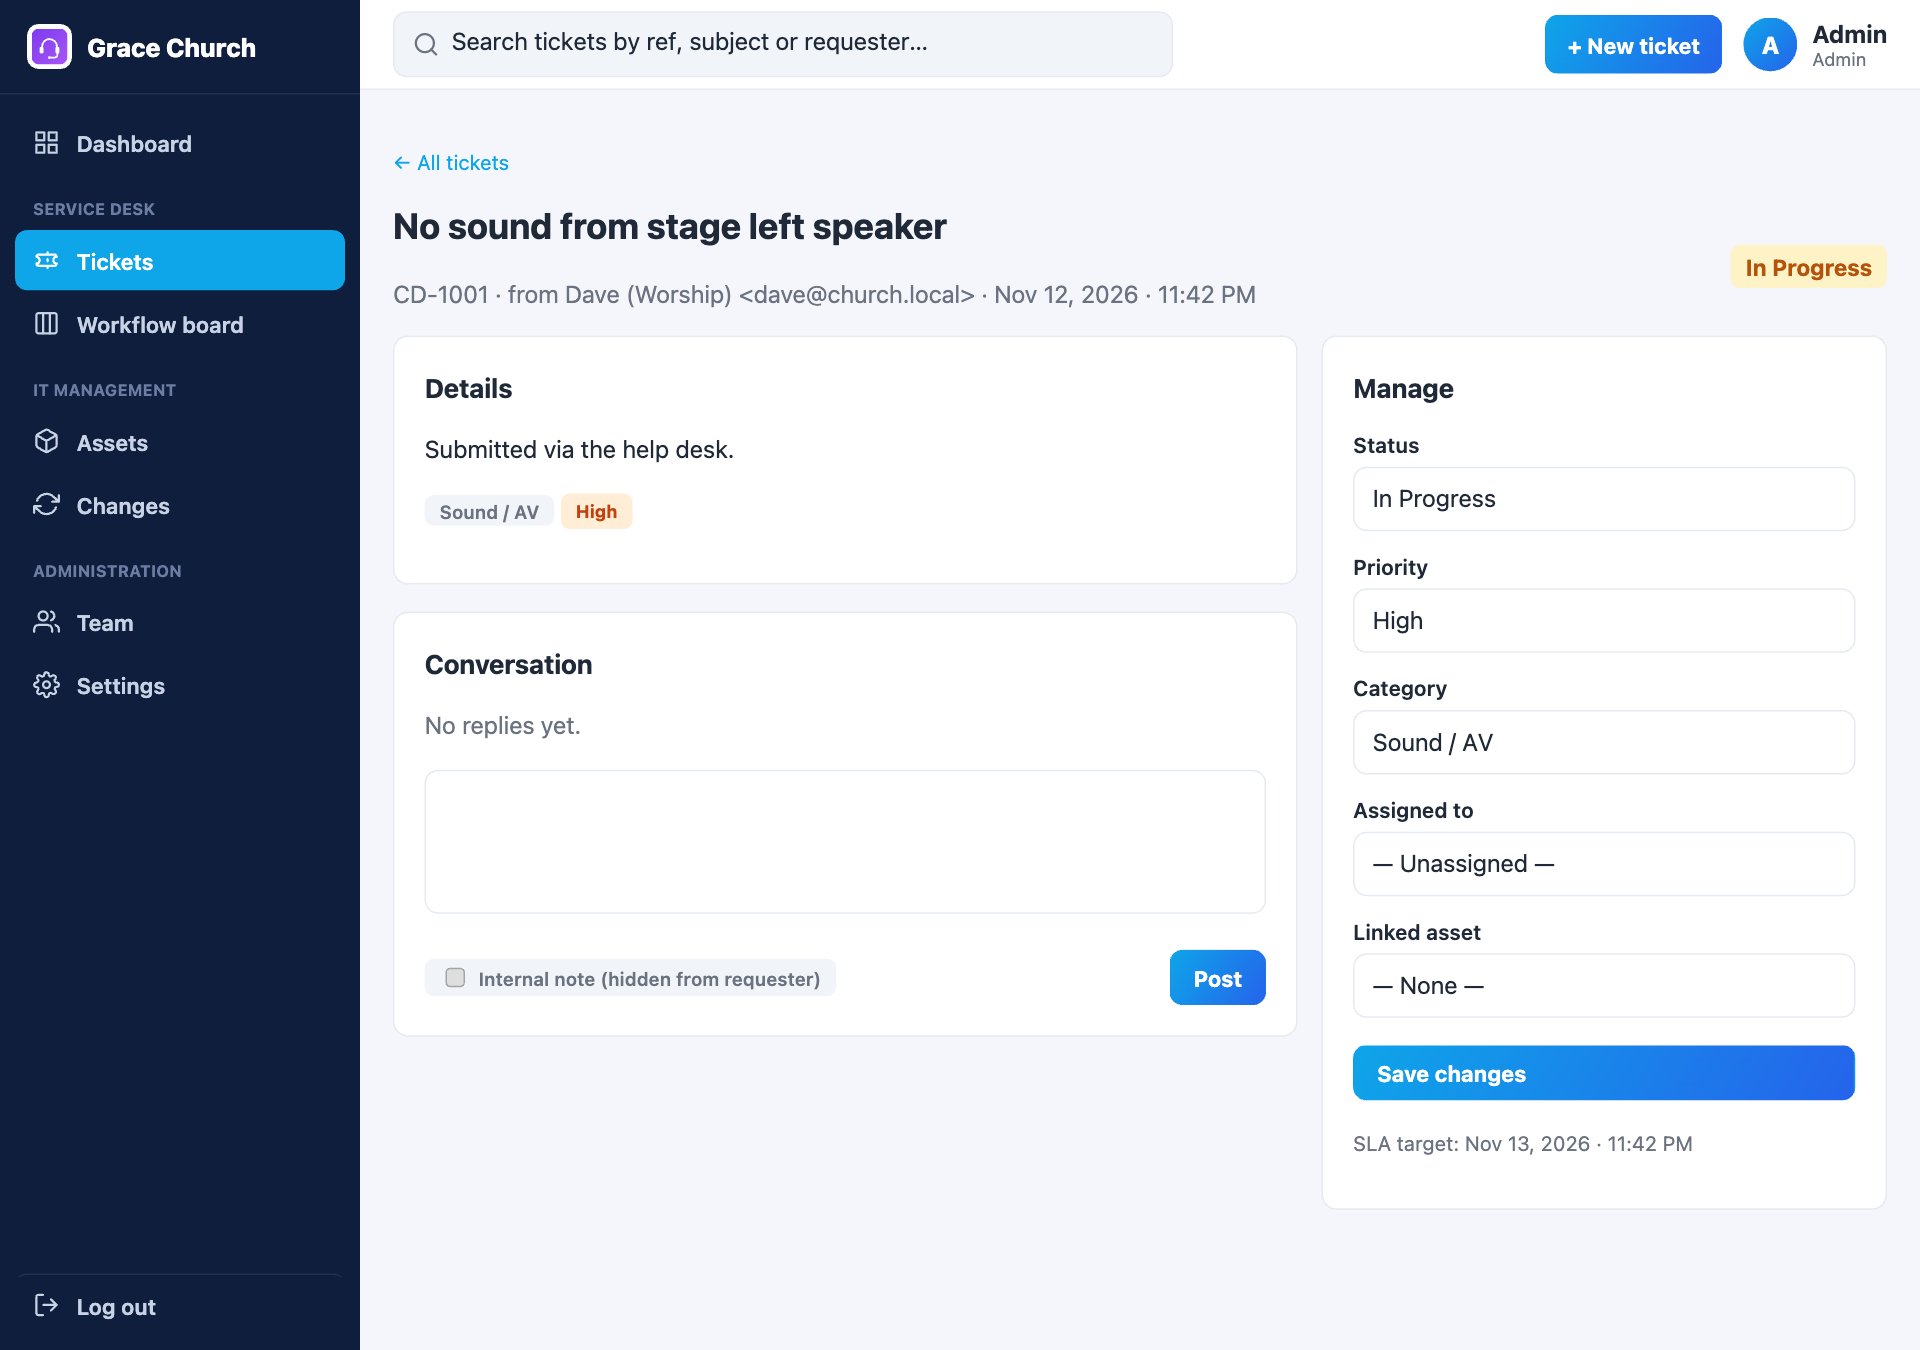 Grace Church
Dashboard
SERVICE DESK
Tickets
Workflow board
IT MANAGEMENT
Assets
Changes
ADMINISTRATION
Team
Settings
Log out
Search tickets by ref, subject or requester...
+ New ticket
A
Admin
Admin
← All tickets
No sound from stage left speaker
CD-1001 · from Dave (Worship) <dave@church.local> · Nov 12, 2026 · 11:42 PM
In Progress
Details
Submitted via the help desk.
Sound / AV High
Conversation
No replies yet.
Internal note (hidden from requester)
Post
Manage
Status
In Progress
Priority
High
Category
Sound / AV
Assigned to
— Unassigned —
Linked asset
— None —
Save changes
SLA target: Nov 13, 2026 · 11:42 PM